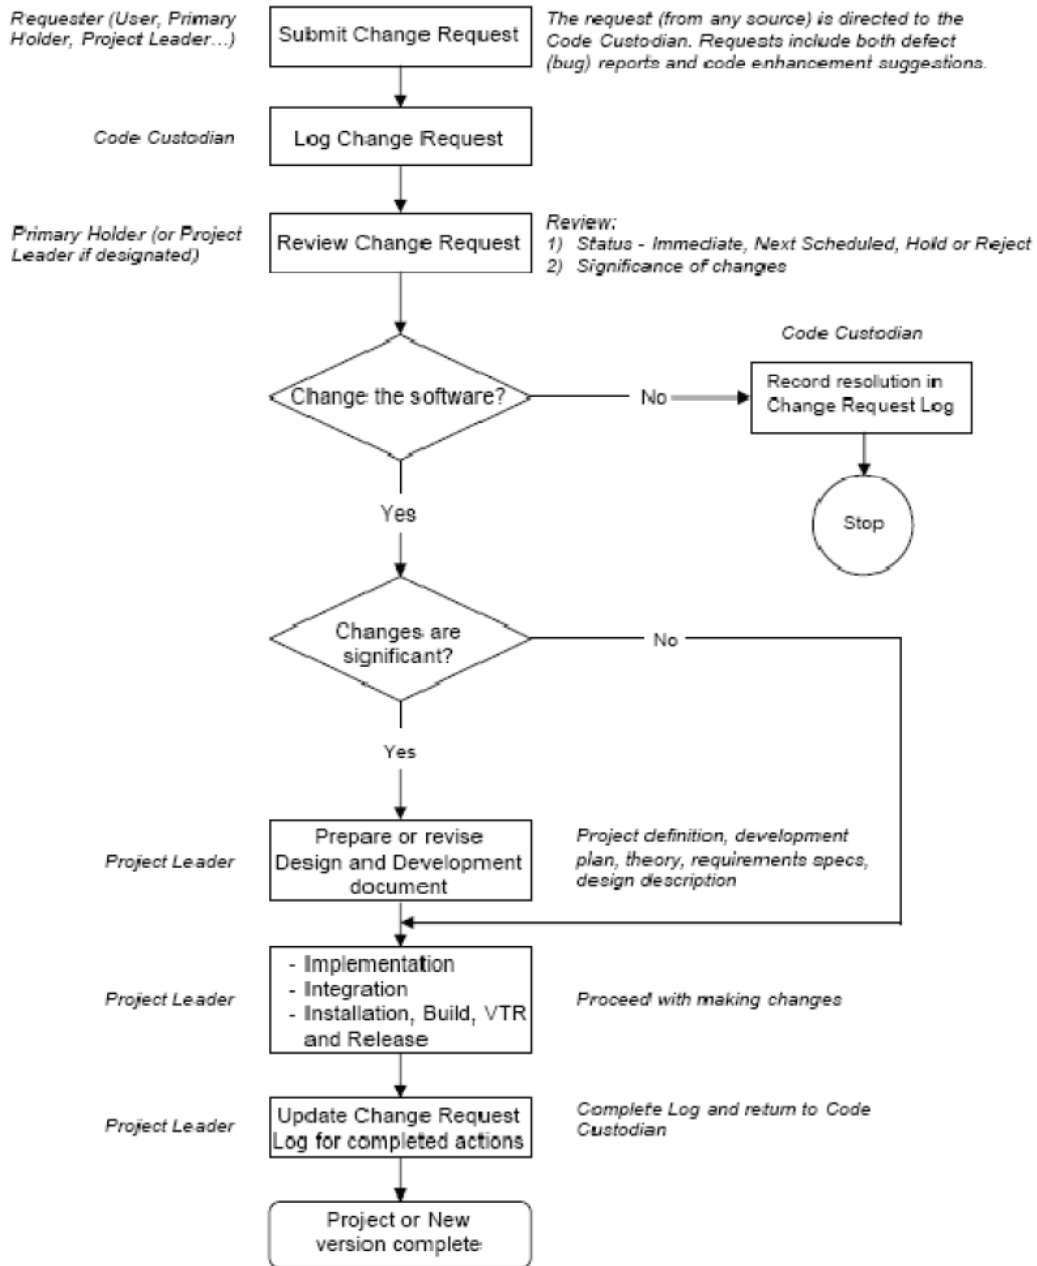 Requester (User, Primary
Holder, Project Leader...)
Submit Change Request
The request (from any source) is directed to the
Code Custodian. Requests include both defect
(bug) reports and code enhancement suggestions.
Code Custodian
Log Change Request
Primary Holder (or Project
Leader if designated)
Review Change Request
Review:
1) Status - Immediate, Next Scheduled, Hold or Reject
2) Significance of changes
Change the software?
No
Code Custodian
Record resolution in
Change Request Log
Stop
Yes
Changes are
significant?
No
Yes
Project Leader
Prepare or revise
Design and Development
document
Project definition, development
plan, theory, requirements specs,
design description
Project Leader
- Implementation
- Integration
- Installation, Build, VTR
and Release
Proceed with making changes
Project Leader
Update Change Request
Log for completed actions
Complete Log and return to Code
Custodian
Project or New
version complete